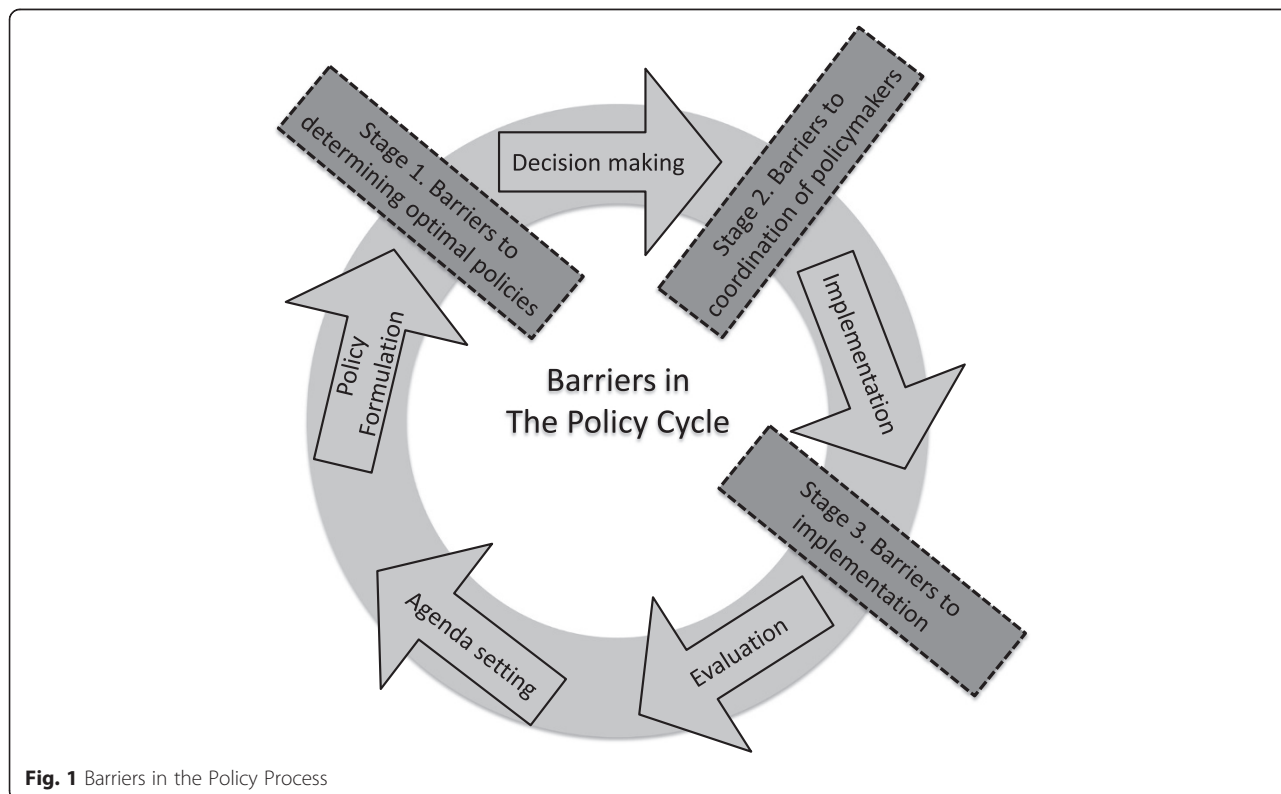 Stage 1. Barriers to
determining optimal policies
Decision making
Stage 2. Barriers to
coordination of policymakers
Implementation
Stage 3. Barriers to
implementation
Evaluation
Agenda setting
Policy
Formulation
Barriers in
The Policy Cycle
Fig. 1 Barriers in the Policy Process